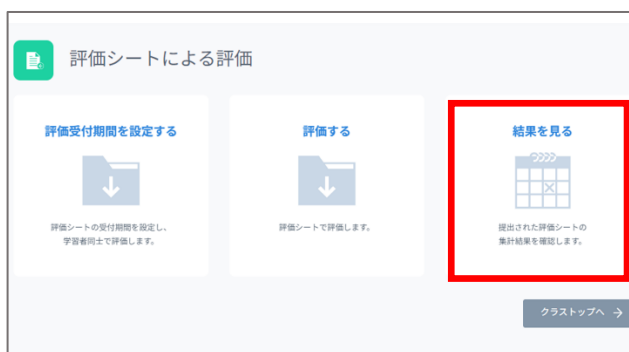 評価シートによる評価
評価受付期間を設定する
評価シートの受付期間を設定し、
学習者同士で評価します。
評価する
評価シートで評価します。
結果を見る
提出された評価シートの
集計結果を確認します。
クラストップへ →